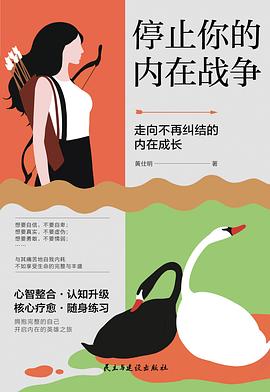 停止你的
内在战争
走向不再纠结的
内在成长
黄仕明 著
想要自信，不要自卑；
想要真实，不要虚伪；
想要勇敢，不要懦弱；
……
与其痛苦地自我内耗
不如享受生命的完整与丰盛
心智整合·认知升级
核心疗愈·随身练习
拥抱完整的自己
开启内在的英雄之旅
民主与建设出版社